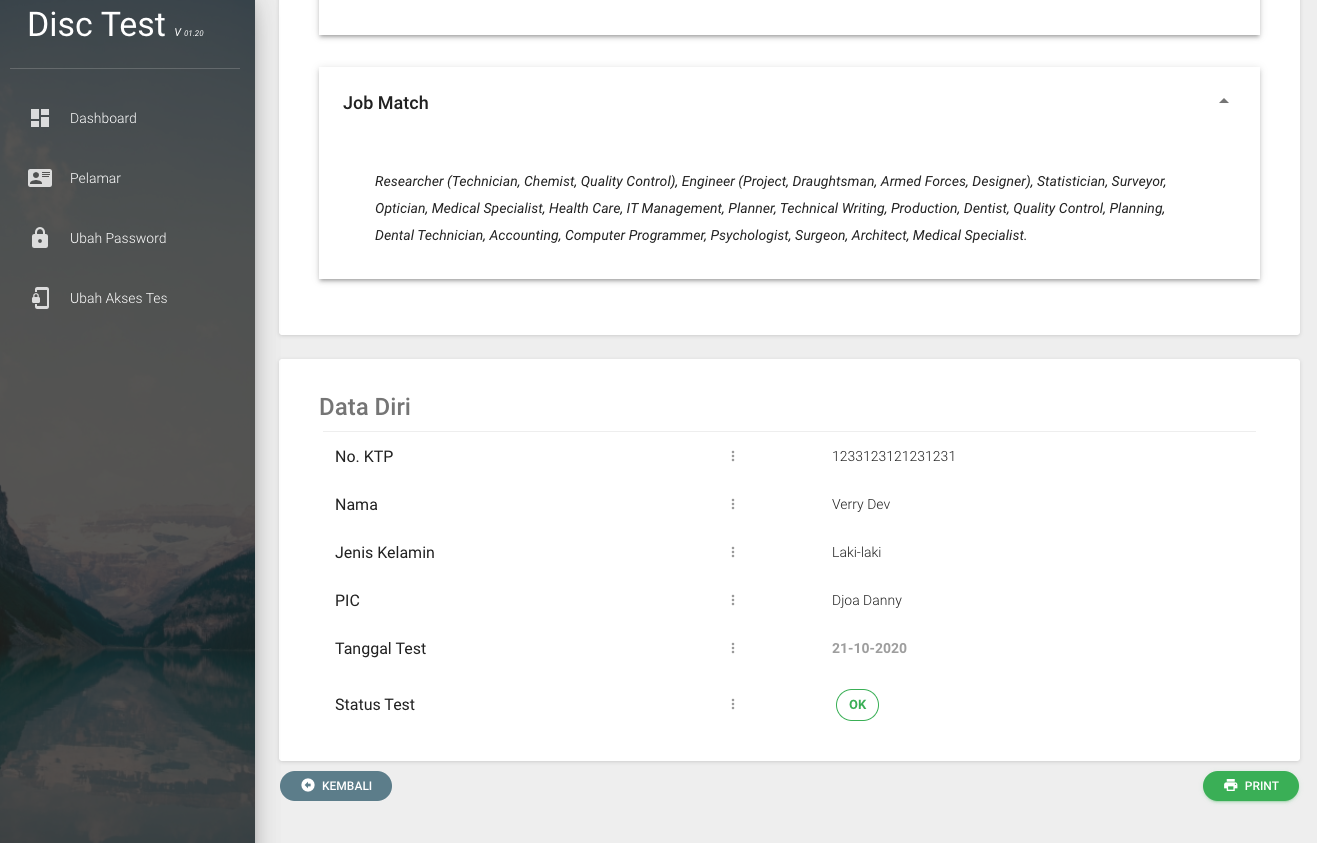 Disc Test V 01.20
Dashboard
Pelamar
Ubah Password
Ubah Akses Tes
Job Match
Researcher (Technician, Chemist, Quality Control), Engineer (Project, Draughtsman, Armed Forces, Designer), Statistician, Surveyor,
Optician, Medical Specialist, Health Care, IT Management, Planner, Technical Writing, Production, Dentist, Quality Control, Planning,
Dental Technician, Accounting, Computer Programmer, Psychologist, Surgeon, Architect, Medical Specialist.
Data Diri
No. KTP 1233123121231231
Nama Verry Dev
Jenis Kelamin Laki-laki
PIC Djoa Danny
Tanggal Test 21-10-2020
Status Test OK
KEMBALI PRINT